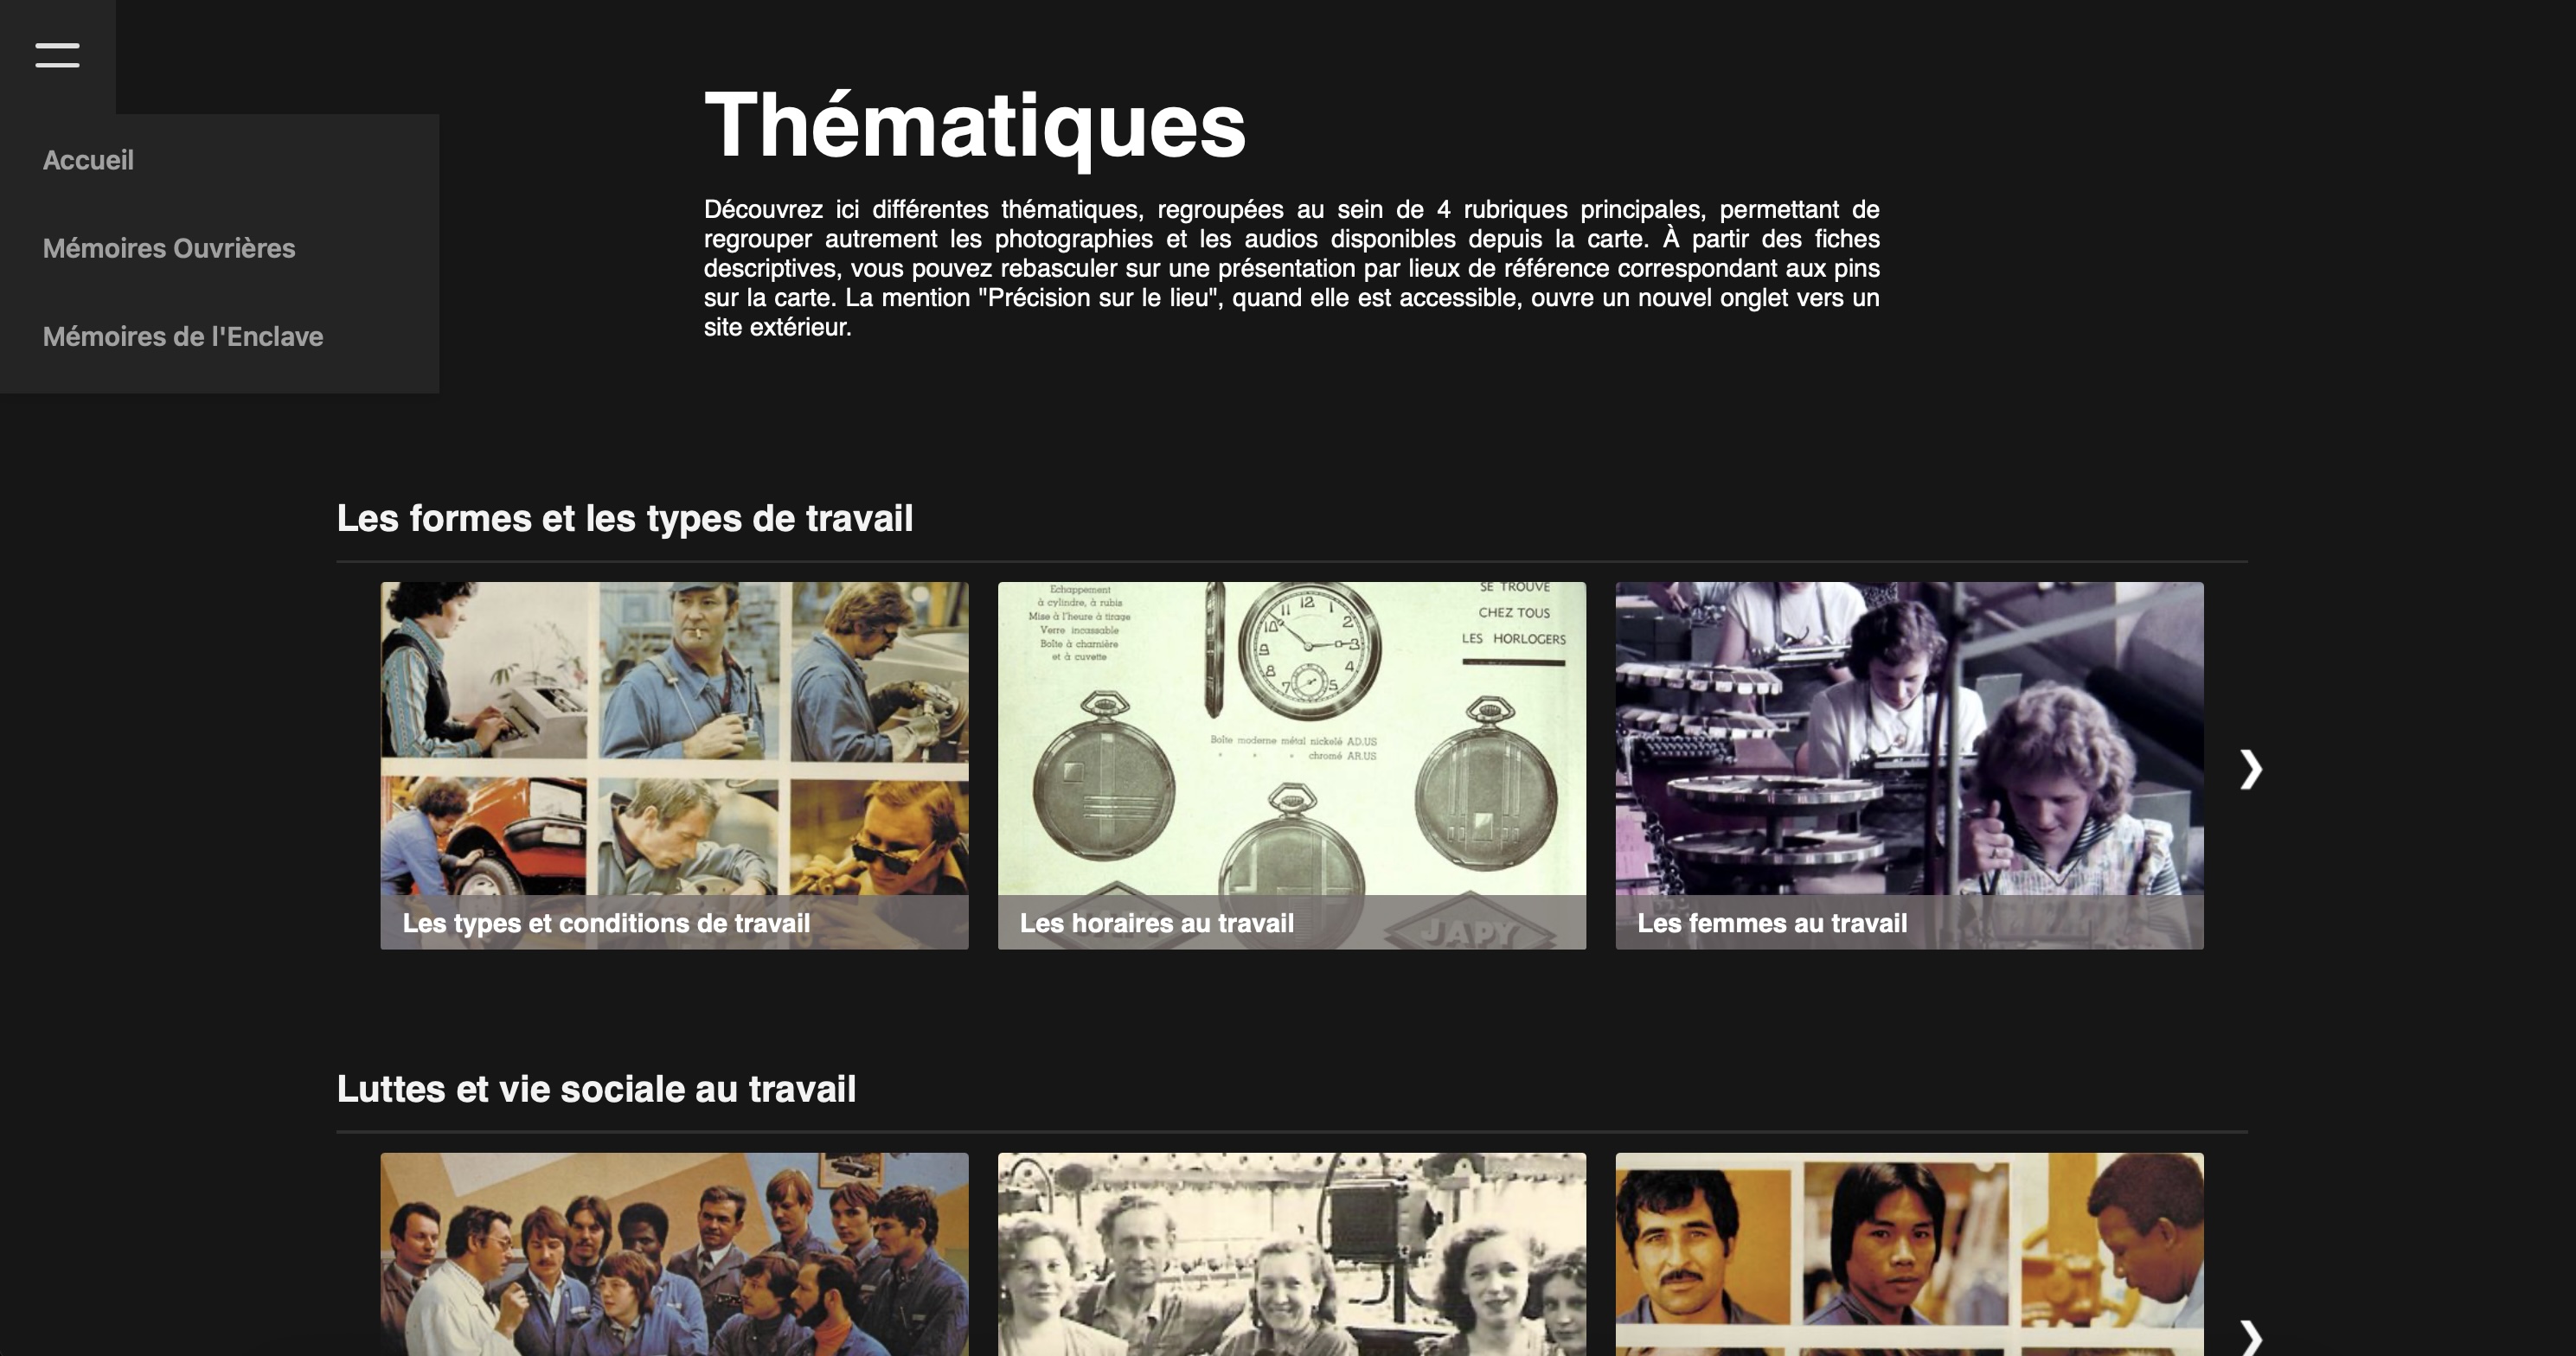 Accueil
Mémoires Ouvrières
Mémoires de l'Enclave
Thématiques
Découvrez ici différentes thématiques, regroupées au sein de 4 rubriques principales, permettant de
regrouper autrement les photographies et les audios disponibles depuis la carte. À partir des fiches
descriptives, vous pouvez rebasculer sur une présentation par lieux de référence correspondant aux pins
sur la carte. La mention "Précision sur le lieu", quand elle est accessible, ouvre un nouvel onglet vers un
site extérieur.
Les formes et les types de travail
Les types et conditions de travail
Echappement
à cylindre, à rubis
Mise à l'heure à tirage
Verre incassable
Boîte à charnière
et à cuvette
SE TROUVE
CHEZ TOUS
LES HORLOGERS
Boîte moderne métal nickelé AD.US
" " " chromé AR.US
JAPY
Les horaires au travail
Les femmes au travail
Luttes et vie sociale au travail